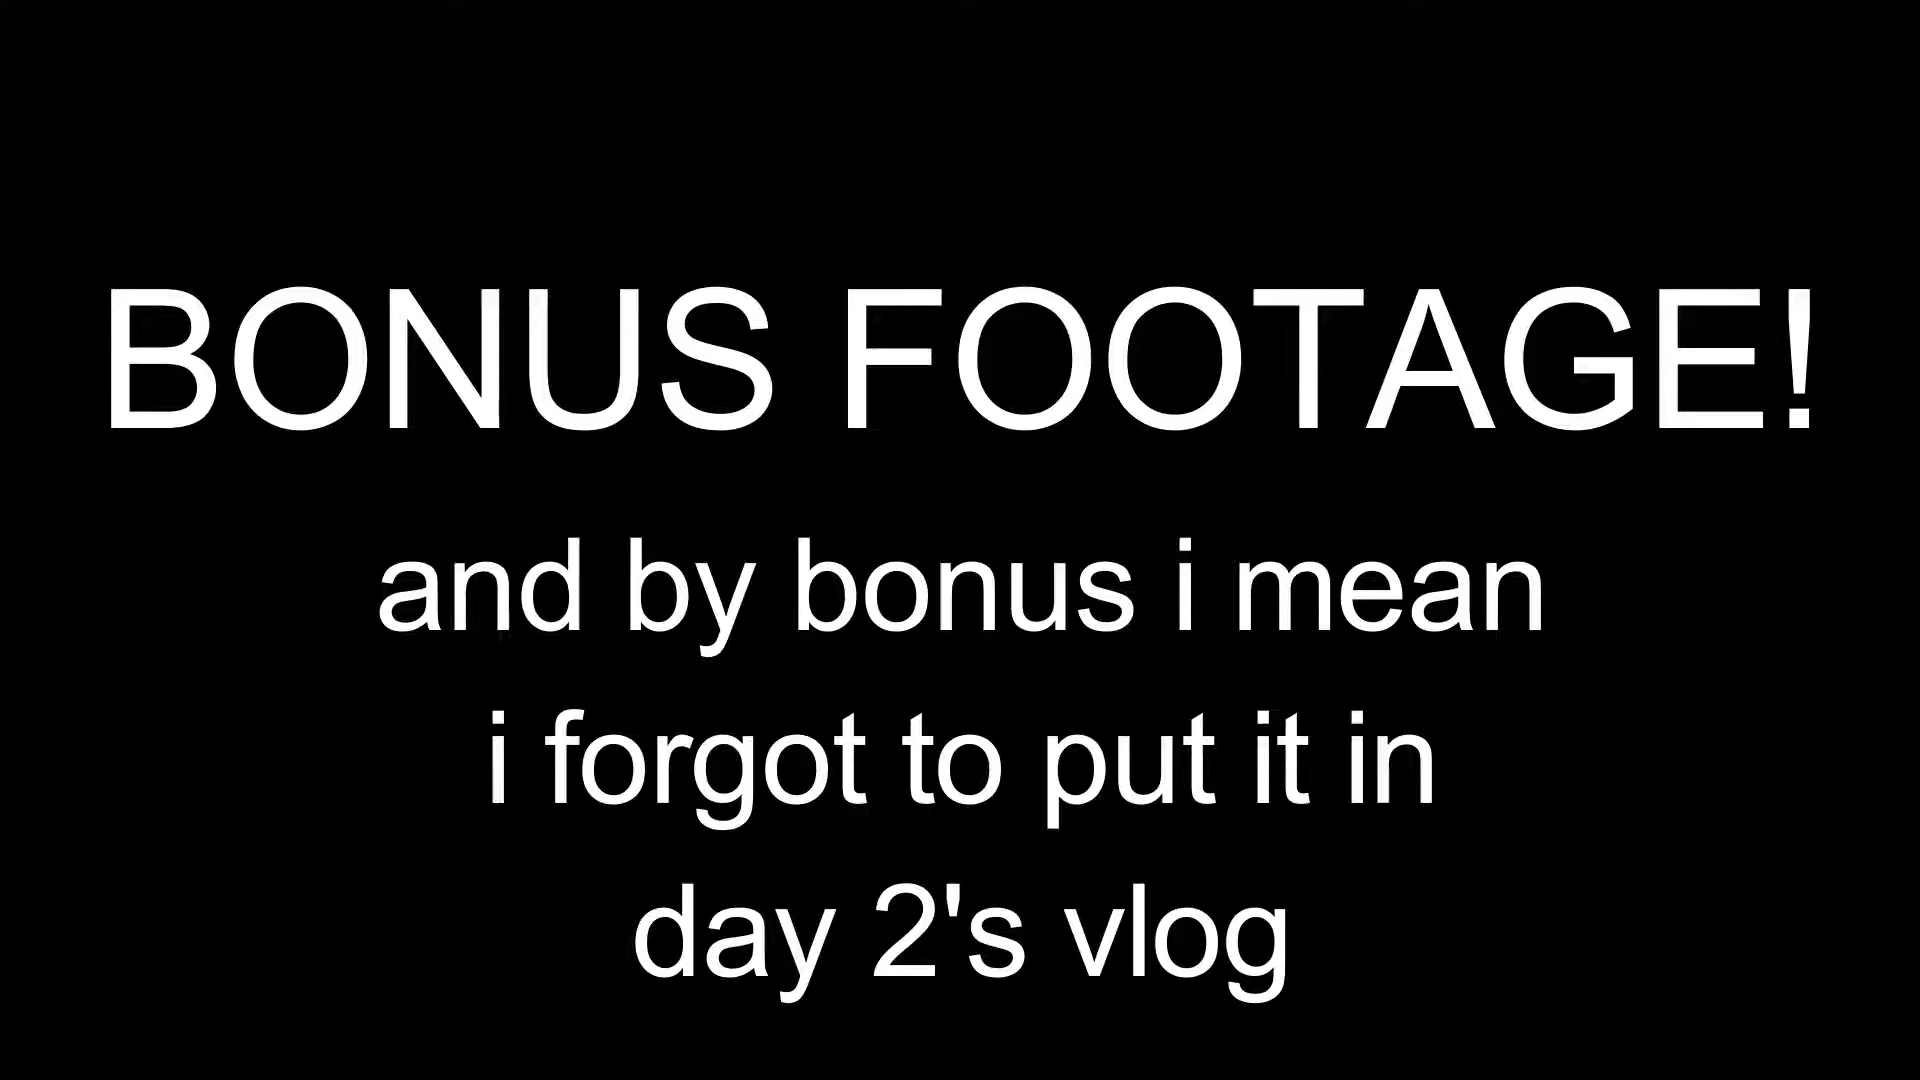 BONUS FOOTAGE!
and by bonus i mean
i forgot to put it in
day 2's vlog